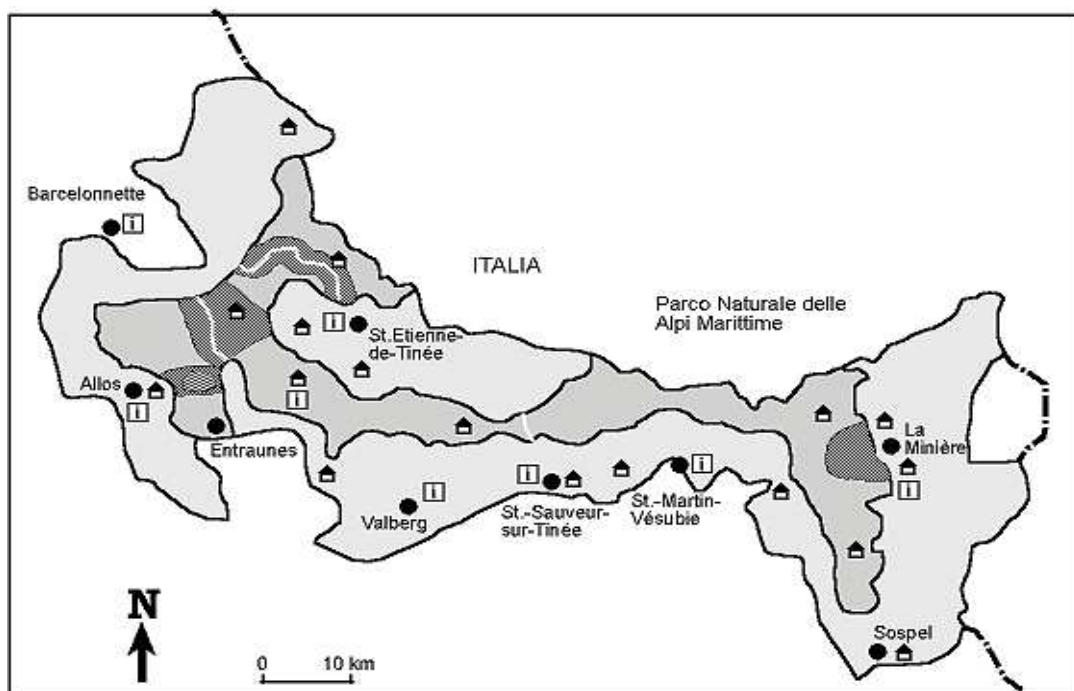 Barcelonnette
i
ITALIA
Parco Naturale delle
Alpi Marittime
i
St.Etienne-
de-Tinée
Allos
i
i
Entraunes
La
Minière
i
i
i
i
Valberg
St.-Sauveur-
sur-Tinée
St.-Martin-
Vésubie
N
0 10 km
Sospel